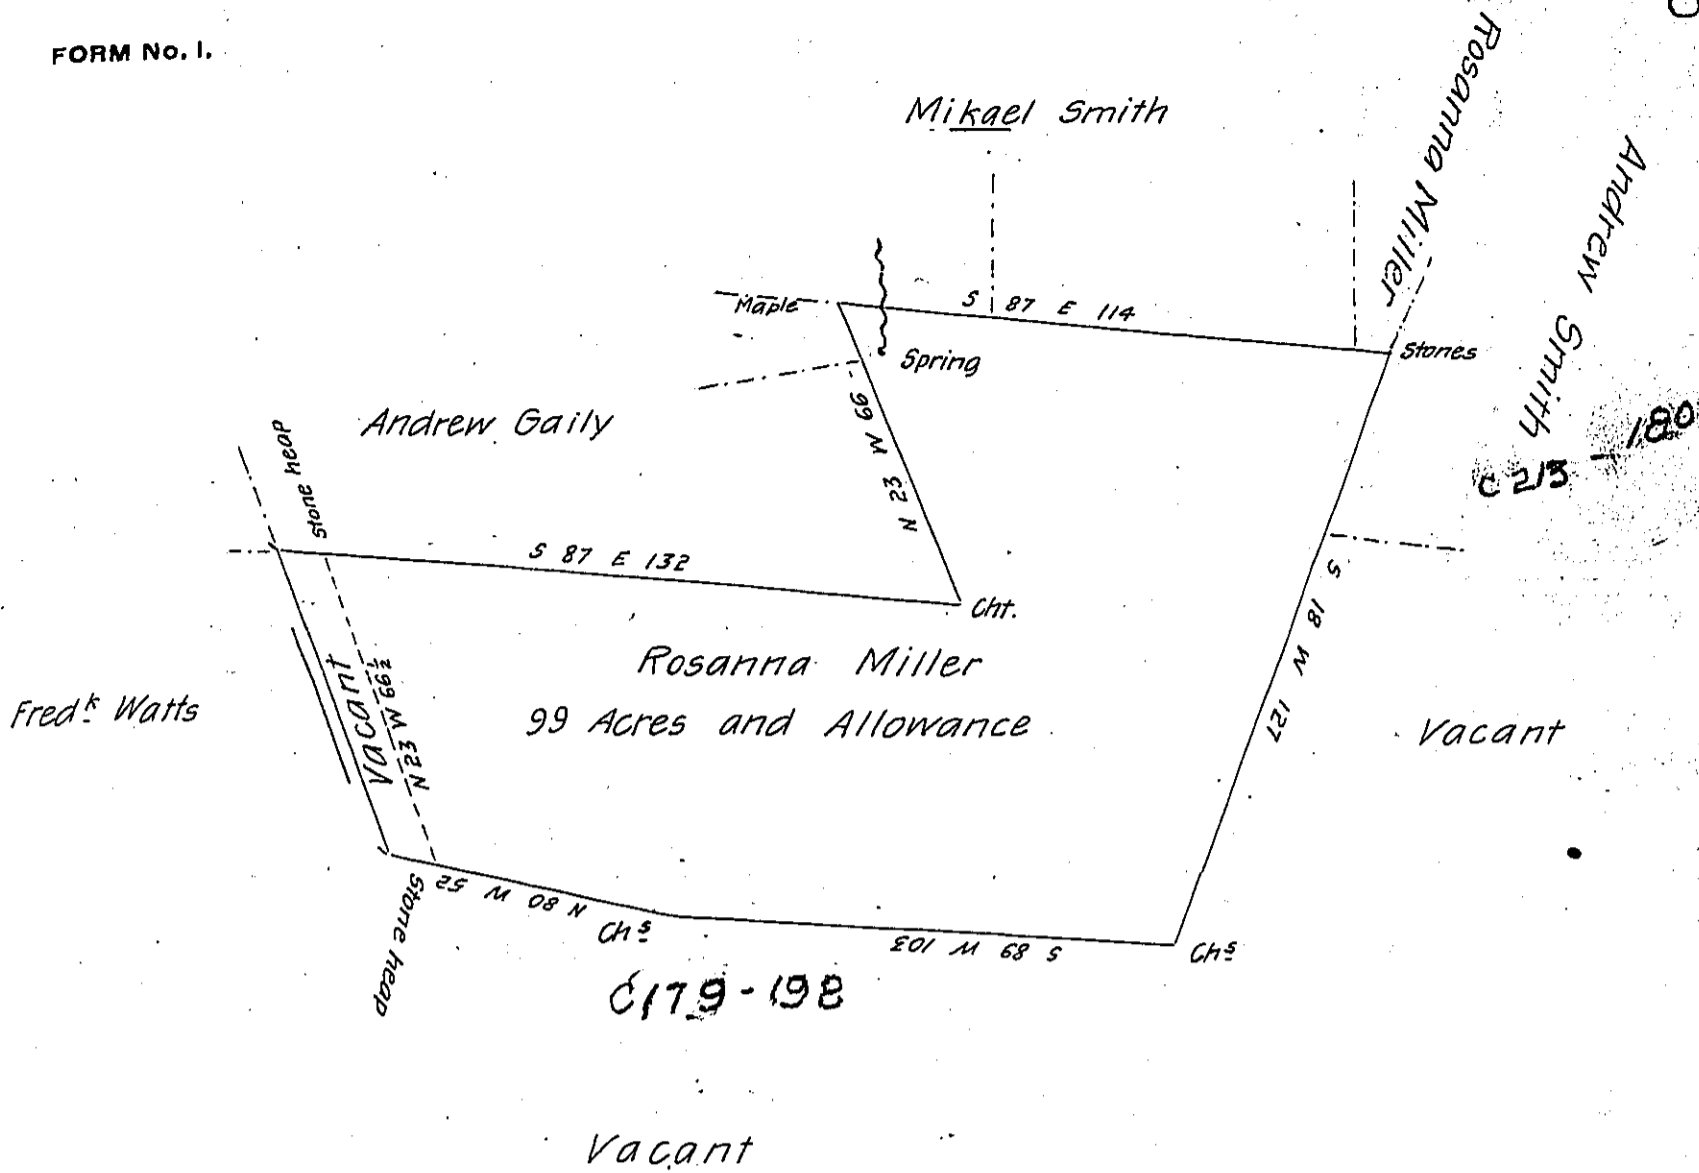 FORM No. 1.
Mikael Smith
Rosanna Miller
Andrew Smith
C 213 - 180
Maple
S 87 E 114
Stones
Spring
Andrew Gaily
N 23 W 66
Stone heap
S 87 E 132
Cht.
S 18 W 127
Rosanna Miller
99 Acres and Allowance
Fredk Watts
Vacant
N 23 W 66½
Vacant
Stone heap
N 80 W 52
Chs
S 89 W 103
Chs
C179-198
Vacant